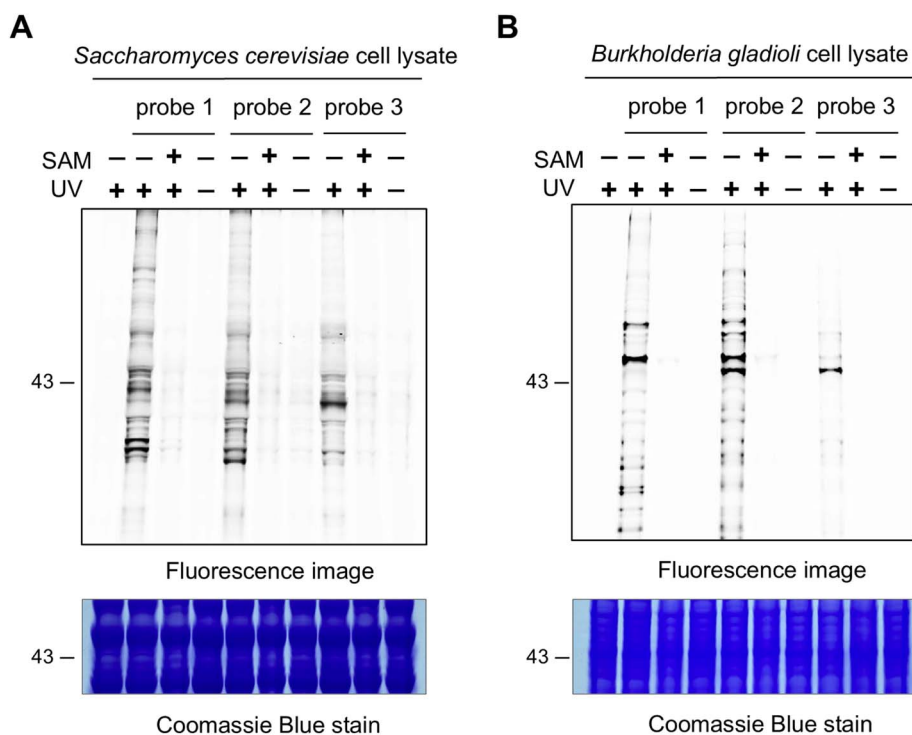 A
Saccharomyces cerevisiae cell lysate
probe 1 probe 2 probe 3
SAM – – + – – + – – + –
UV + + + – + + – + + –
43 –
Fluorescence image
43 –
Coomassie Blue stain
B
Burkholderia gladioli cell lysate
probe 1 probe 2 probe 3
SAM – – + – – + – – + –
UV + + + – + + – + + –
43 –
Fluorescence image
43 –
Coomassie Blue stain